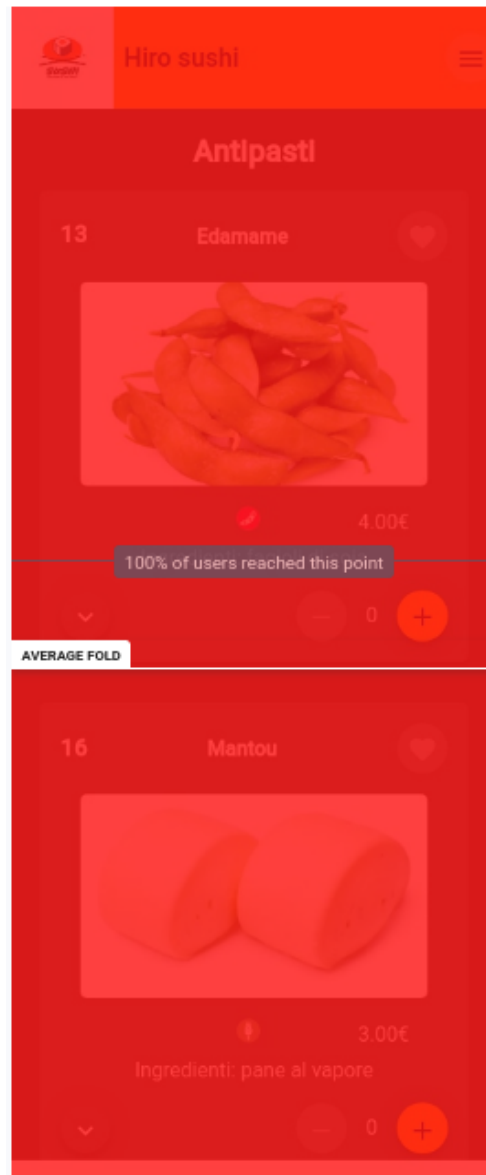 SUSHI
Hiro sushi
Antipasti
13
Edamame
4.00€
100% of users reached this point
0
AVERAGE FOLD
16
Mantou
3.00€
Ingredienti: pane al vapore
0